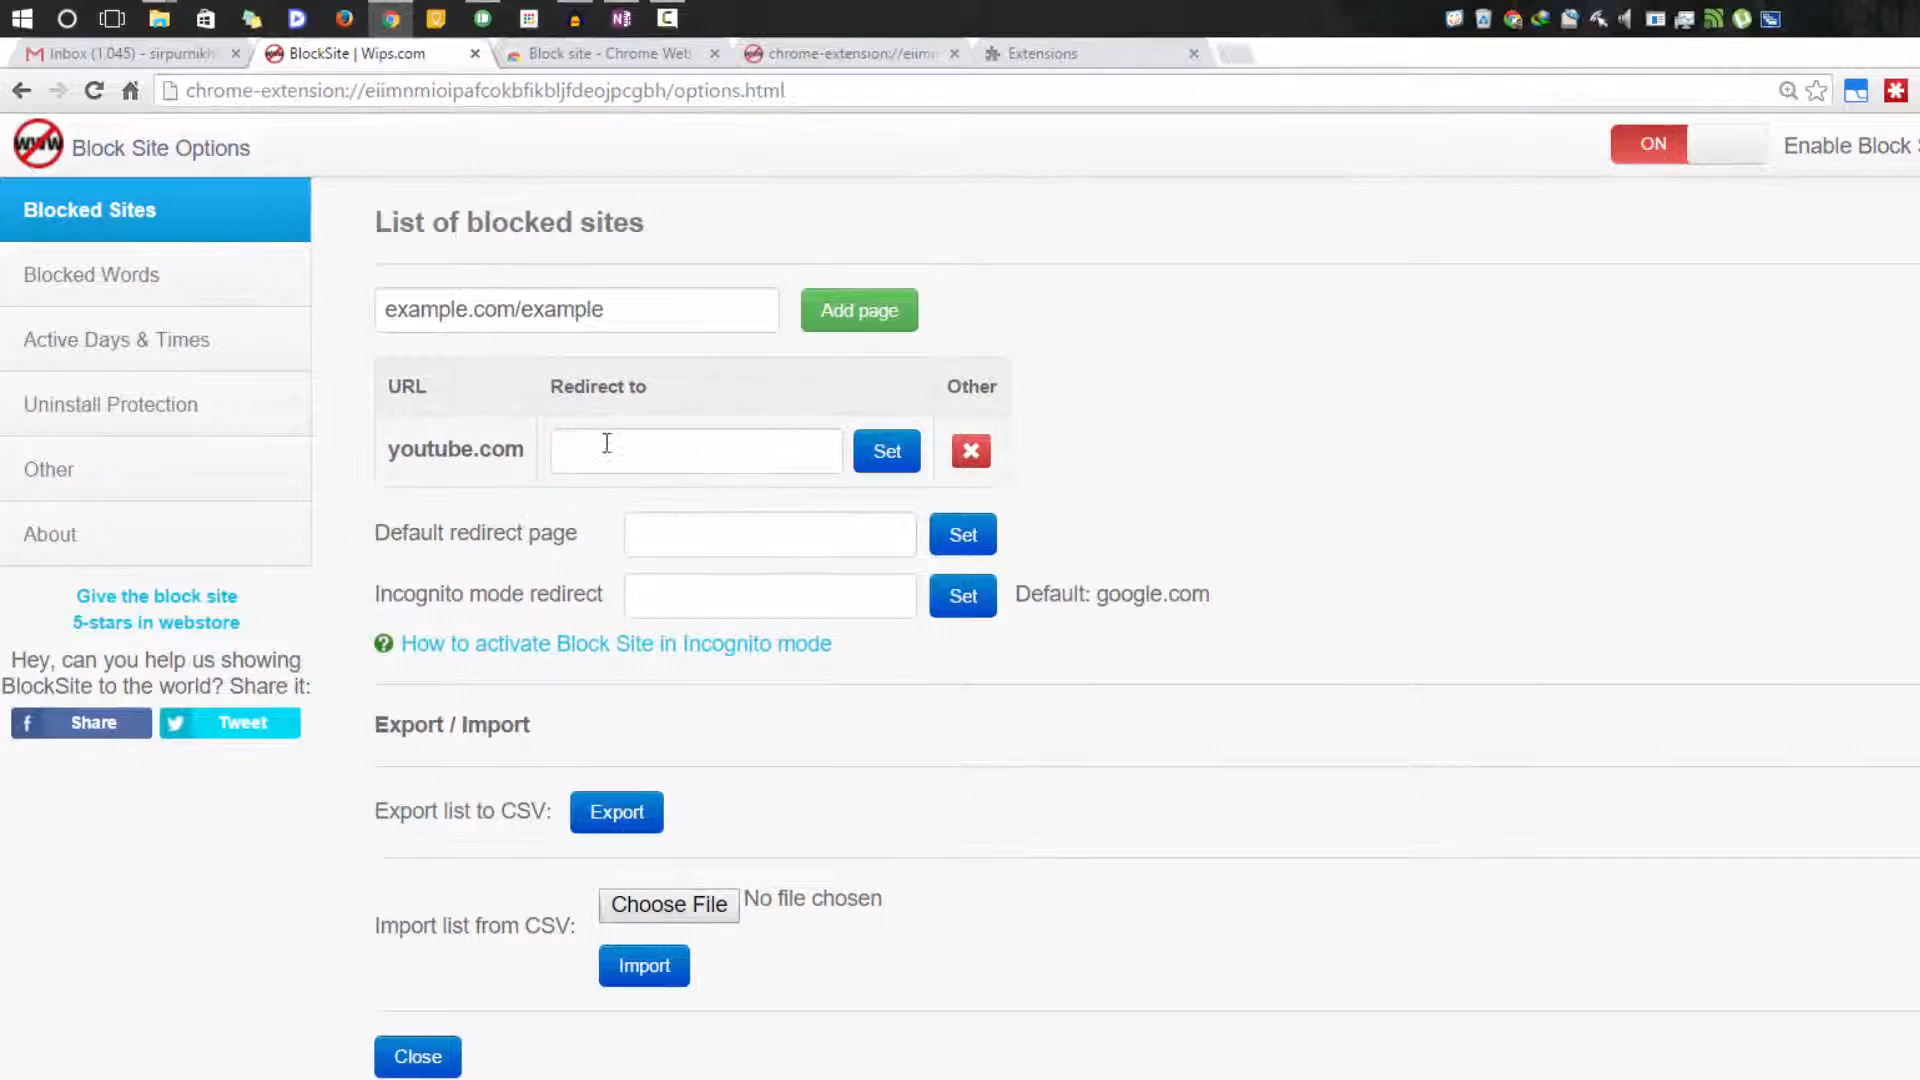 Inbox (1,045) - sirpurnikh
BlockSite | Wips.com
Block site - Chrome Web
chrome-extension://eiimn
Extensions
chrome-extension://eiimnmioipafcokbfikbljfdeojpcgbh/options.html
WWW
Block Site Options
ON
Enable Block S
Blocked Sites
Blocked Words
Active Days & Times
Uninstall Protection
Other
About
Give the block site
5-stars in webstore
Hey, can you help us showing
BlockSite to the world? Share it:
Share
Tweet
List of blocked sites
example.com/example
Add page
URL
Redirect to
Other
youtube.com
Set
Default redirect page
Set
Incognito mode redirect
Set
Default: google.com
How to activate Block Site in Incognito mode
Export / Import
Export list to CSV:
Export
Import list from CSV:
Choose File
No file chosen
Import
Close